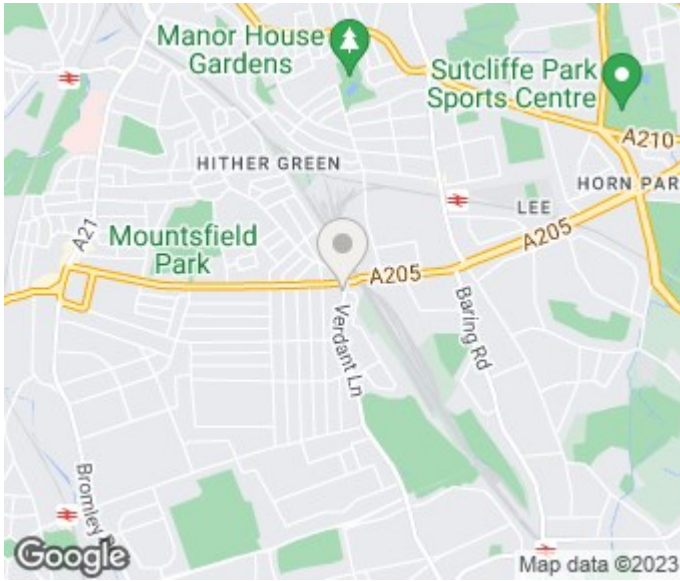 Manor House
Gardens
Sutcliffe Park
Sports Centre
A210
HITHER GREEN
HORN PAR
LEE
A21
Mountsfield
Park
A205
A205
Verdant Ln
Baring Rd
Bromley
Google
Map data ©2023